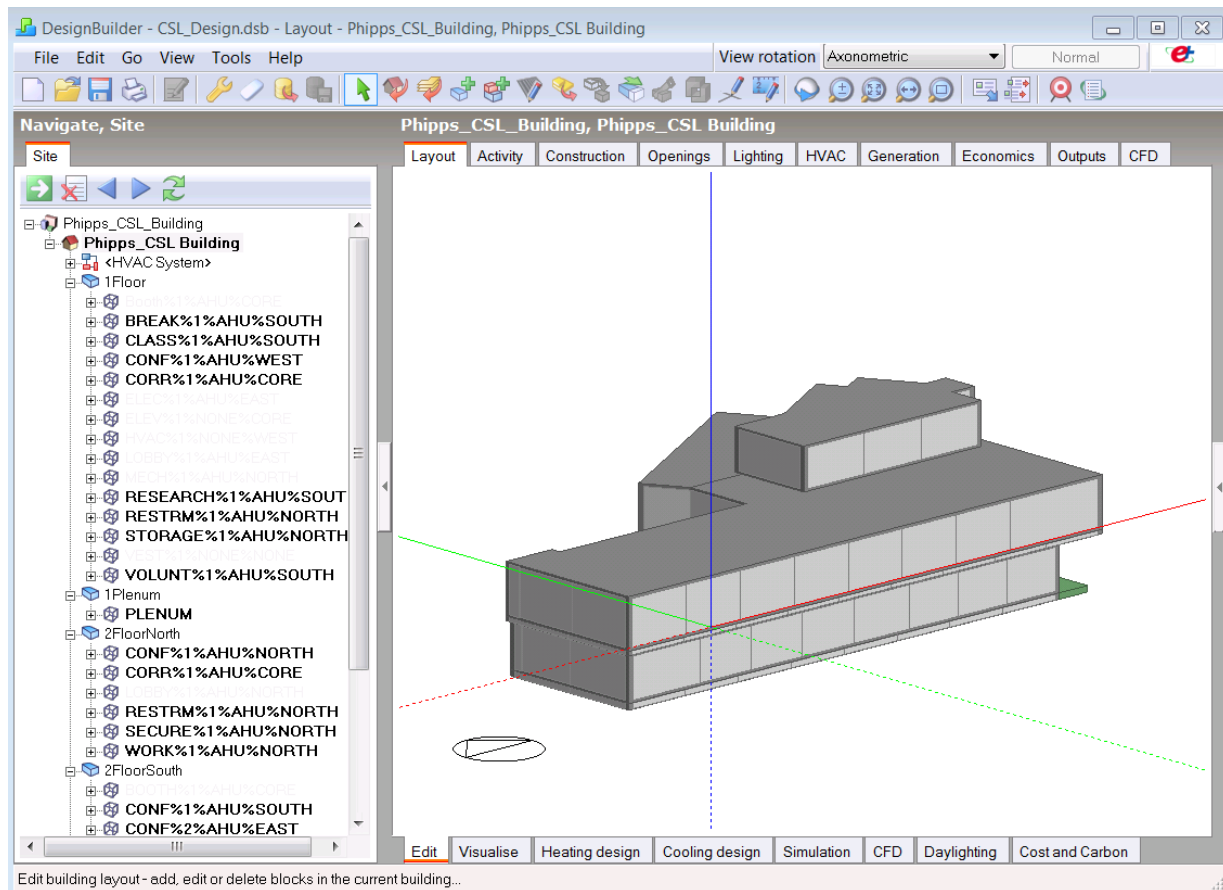 DesignBuilder - CSL_Design.dsb - Layout - Phipps_CSL_Building, Phipps_CSL Building
File Edit Go View Tools Help
View rotation Axonometric Normal
Navigate, Site
Phipps_CSL_Building, Phipps_CSL Building
Site
Layout Activity Construction Openings Lighting HVAC Generation Economics Outputs CFD
Phipps_CSL_Building
Phipps_CSL Building
<HVAC System>
1Floor
Booth%1%AHU%CORE
BREAK%1%AHU%SOUTH
CLASS%1%AHU%SOUTH
CONF%1%AHU%WEST
CORR%1%AHU%CORE
ELEC%1%AHU%EAST
ELEV%1%NONE%CORE
HVAC%1%NONE%WEST
LOBBY%1%AHU%EAST
MECH%1%AHU%NORTH
RESEARCH%1%AHU%SOUT
RESTRM%1%AHU%NORTH
STORAGE%1%AHU%NORTH
VEST%1%NONE%NONE
VOLUNT%1%AHU%SOUTH
1Plenum
PLENUM
2FloorNorth
CONF%1%AHU%NORTH
CORR%1%AHU%CORE
LOBBY%1%AHU%NORTH
RESTRM%1%AHU%NORTH
SECURE%1%AHU%NORTH
WORK%1%AHU%NORTH
2FloorSouth
BOOTH%1%AHU%CORE
CONF%1%AHU%SOUTH
CONF%2%AHU%EAST
Edit Visualise Heating design Cooling design Simulation CFD Daylighting Cost and Carbon
Edit building layout - add, edit or delete blocks in the current building...